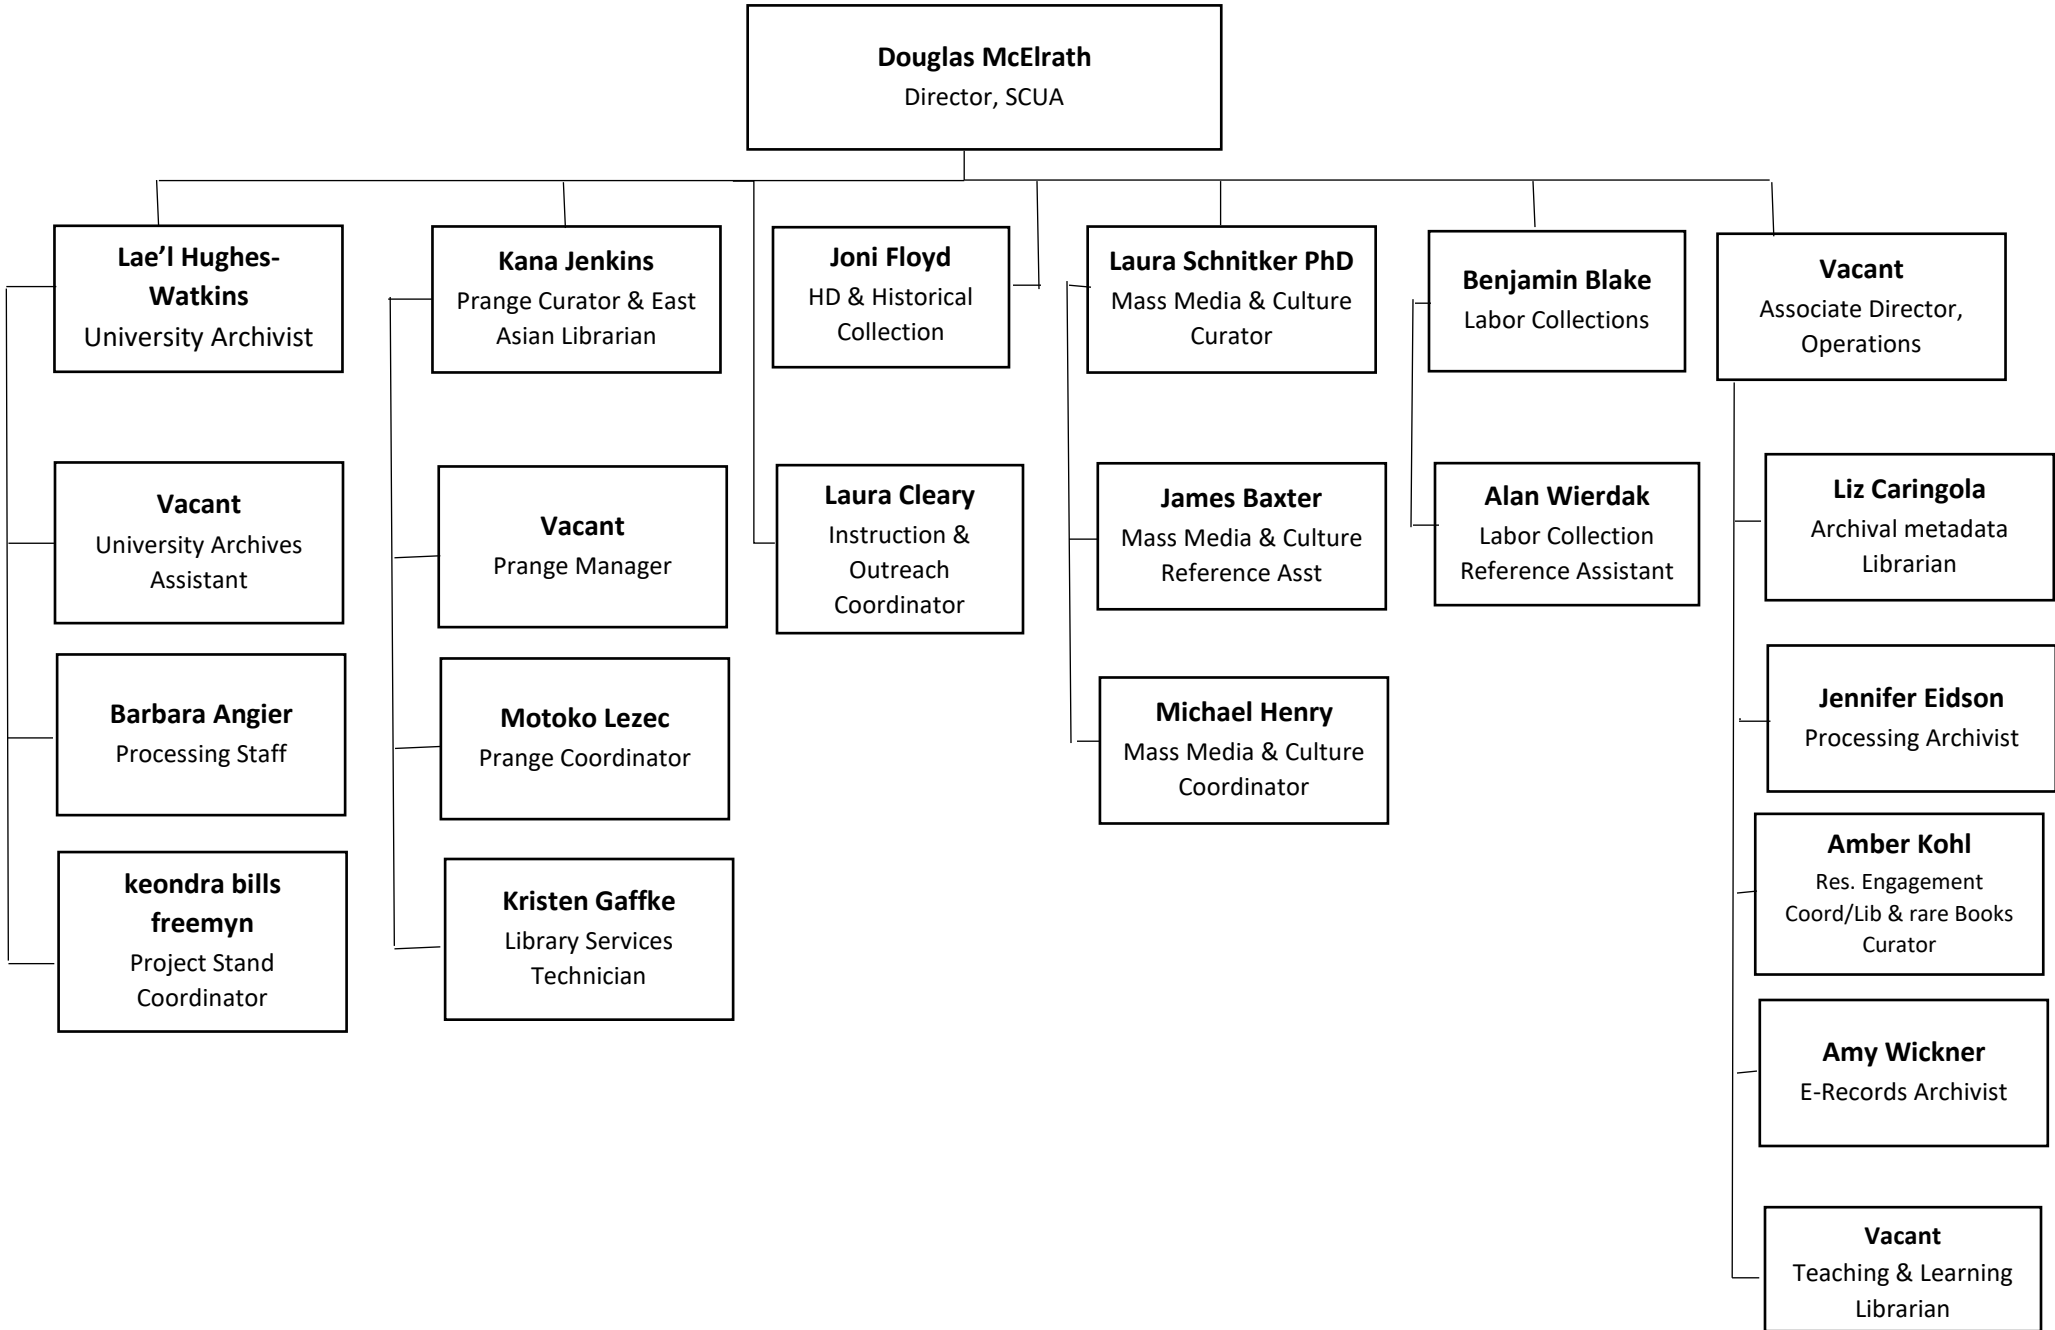 Douglas McElrath
Director, SCUA
Lae’l Hughes-
Watkins
University Archivist
Kana Jenkins
Prange Curator & East
Asian Librarian
Joni Floyd
HD & Historical
Collection
Laura Schnitker PhD
Mass Media & Culture
Curator
Benjamin Blake
Labor Collections
Vacant
Associate Director,
Operations
Vacant
University Archives
Assistant
Vacant
Prange Manager
Laura Cleary
Instruction &
Outreach
Coordinator
James Baxter
Mass Media & Culture
Reference Asst
Alan Wierdak
Labor Collection
Reference Assistant
Liz Caringola
Archival metadata
Librarian
Barbara Angier
Processing Staff
Motoko Lezec
Prange Coordinator
Michael Henry
Mass Media & Culture
Coordinator
Jennifer Eidson
Processing Archivist
keondra bills
freemyn
Project Stand
Coordinator
Kristen Gaffke
Library Services
Technician
Amber Kohl
Res. Engagement
Coord/Lib & rare Books
Curator
Amy Wickner
E-Records Archivist
Vacant
Teaching & Learning
Librarian